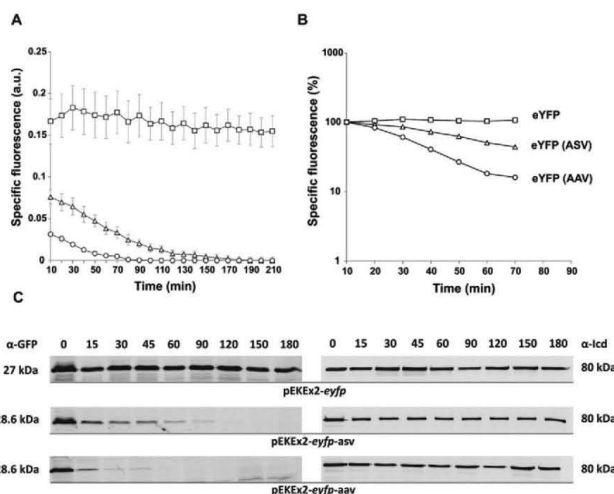 A
B
0.25
0.2
0.15
0.1
0.05
0
Specific fluorescence (a.u.)
10 30 50 70 90 110 130 150 170 190 210
Time (min)
1000
100
10
1
Specific fluorescence (%)
eYFP
eYFP (ASV)
eYFP (AAV)
10 20 30 40 50 60 70 80 90
Time (min)
C
α-GFP 0 15 30 45 60 90 120 150 180 0 15 30 45 60 90 120 150 180 α-Icd
27 kDa 80 kDa
pEKEx2-eyfp
28.6 kDa 80 kDa
pEKEx2-eyfp-asv
28.6 kDa 80 kDa
pEKEx2-eyfp-aav